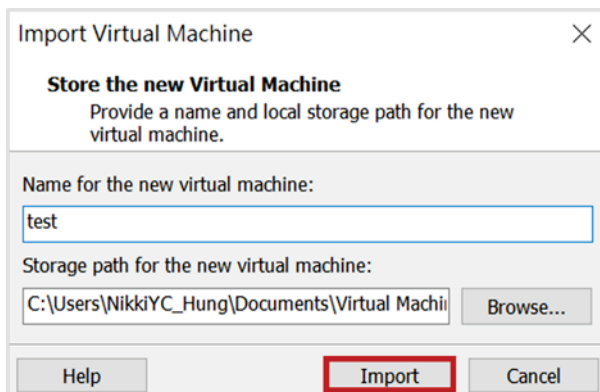 Import Virtual Machine
Store the new Virtual Machine
Provide a name and local storage path for the new
virtual machine.
Name for the new virtual machine:
test
Storage path for the new virtual machine:
C:\Users\NikkiYC_Hung\Documents\Virtual Machi
Browse...
Help
Import
Cancel